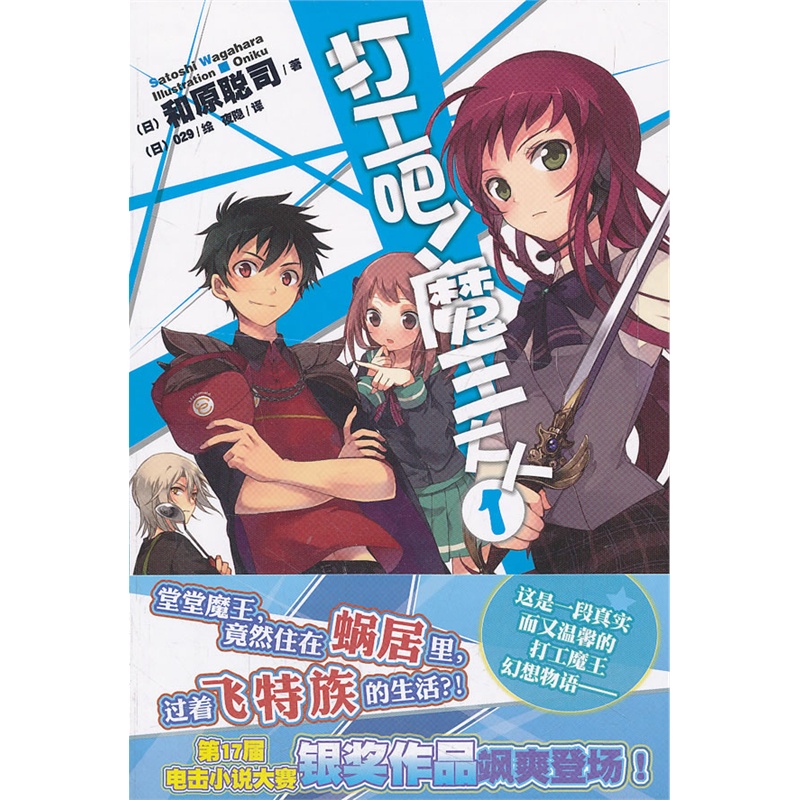 Satoshi Wagahara
Illustration ■ Oniku
（日）和原聪司/著
（日）029/绘 夜隐/译
打工吧！魔王大人
1
堂堂魔王，
竟然住在 蜗居 里，
过着 飞特族 的生活?!
这是一段真实
而又温馨的
打工魔王
幻想物语——
第17届
电击小说大赛
银奖作品飒爽登场！